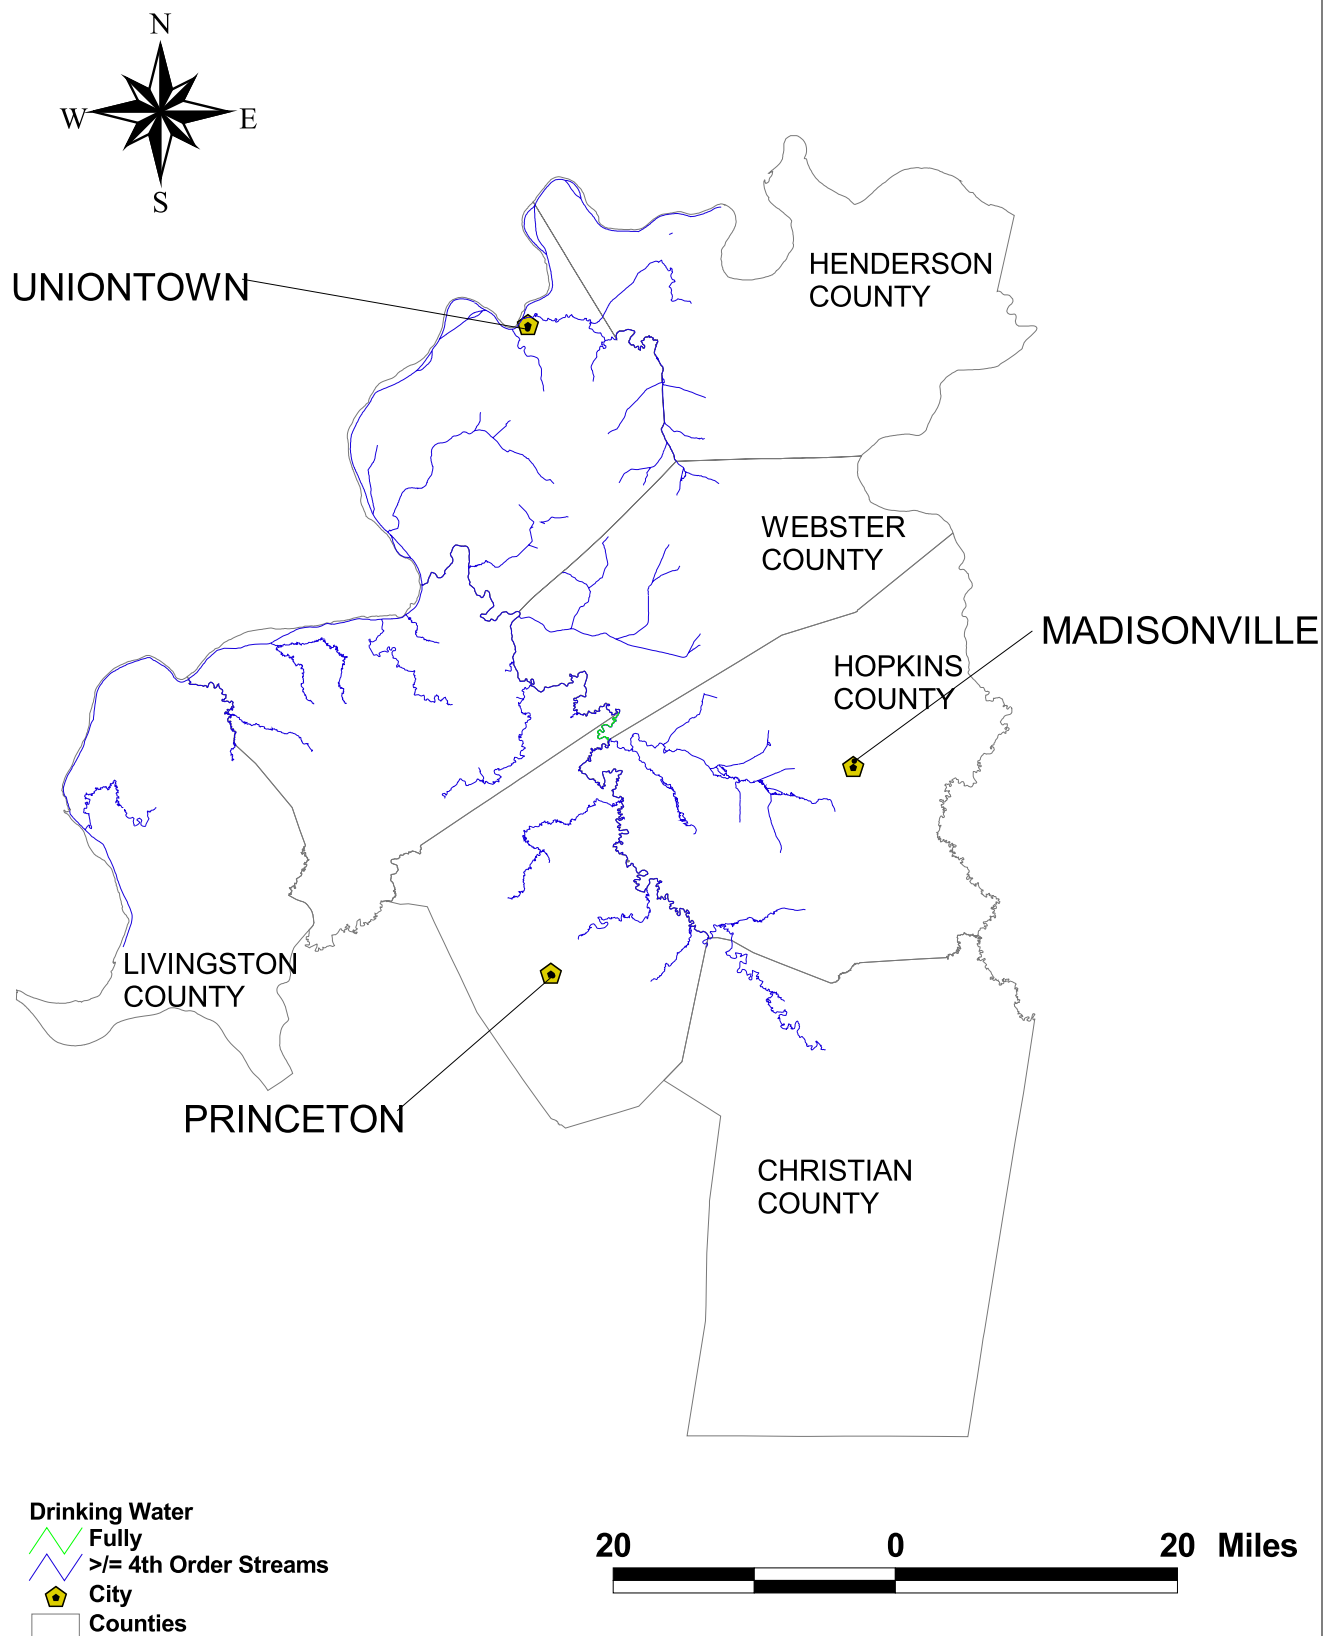 N
W
E
S
HENDERSON
COUNTY
UNIONTOWN
WEBSTER
COUNTY
MADISONVILLE
HOPKINS
COUNTY
LIVINGSTON
COUNTY
PRINCETON
CHRISTIAN
COUNTY
Drinking Water
Fully
>/= 4th Order Streams
City
Counties
20 0 20 Miles